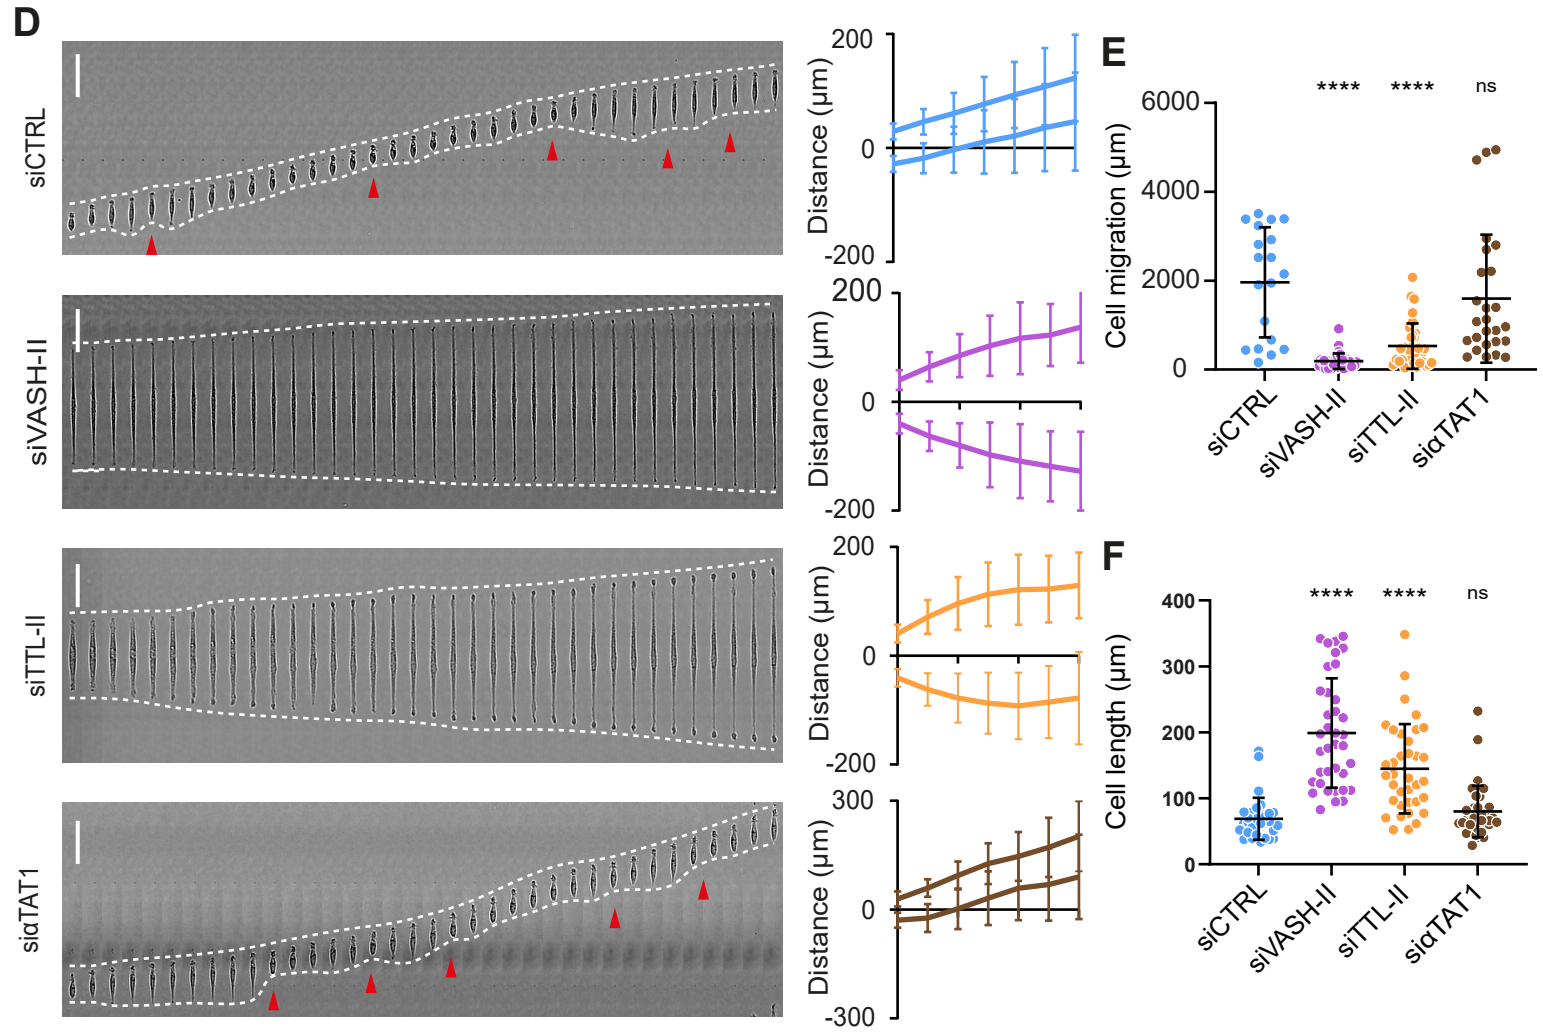 D
siCTRL
200
0
-200
Distance (µm)
siVASH-II
200
0
-200
Distance (µm)
siTTL-II
200
0
-200
Distance (µm)
siαTAT1
300
0
-300
Distance (µm)
E
**** **** ns
6000
4000
2000
0
Cell migration (µm)
siCTRL
siVASH-II
siTTL-II
siαTAT1
F
**** **** ns
400
300
200
100
0
Cell length (µm)
siCTRL
siVASH-II
siTTL-II
siαTAT1